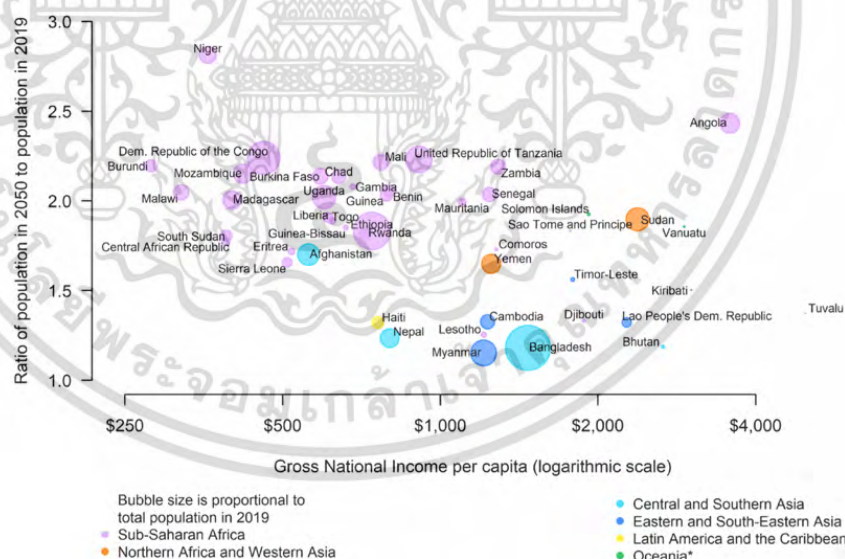 Ratio of population in 2050 to population in 2019
3.0
2.5
2.0
1.5
1.0
Niger
Angola
Dem. Republic of the Congo
Mali
United Republic of Tanzania
Burundi
Mozambique
Burkina Faso
Chad
Zambia
Malawi
Madagascar
Uganda
Gambia
Guinea
Benin
Senegal
Mauritania
Solomon Islands
Liberia
Togo
Sao Tome and Principe
Sudan
Vanuatu
South Sudan
Guinea-Bissau
Ethiopia
Rwanda
Central African Republic
Eritrea
Afghanistan
Comoros
Yemen
Sierra Leone
Timor-Leste
Kiribati
Tuvalu
Haiti
Nepal
Cambodia
Lesotho
Djibouti
Lao People's Dem. Republic
Myanmar
Bangladesh
Bhutan
$250
$500
$1,000
$2,000
$4,000
Gross National Income per capita (logarithmic scale)
Bubble size is proportional to
total population in 2019
Sub-Saharan Africa
Northern Africa and Western Asia
Central and Southern Asia
Eastern and South-Eastern Asia
Latin America and the Caribbean
Oceania*